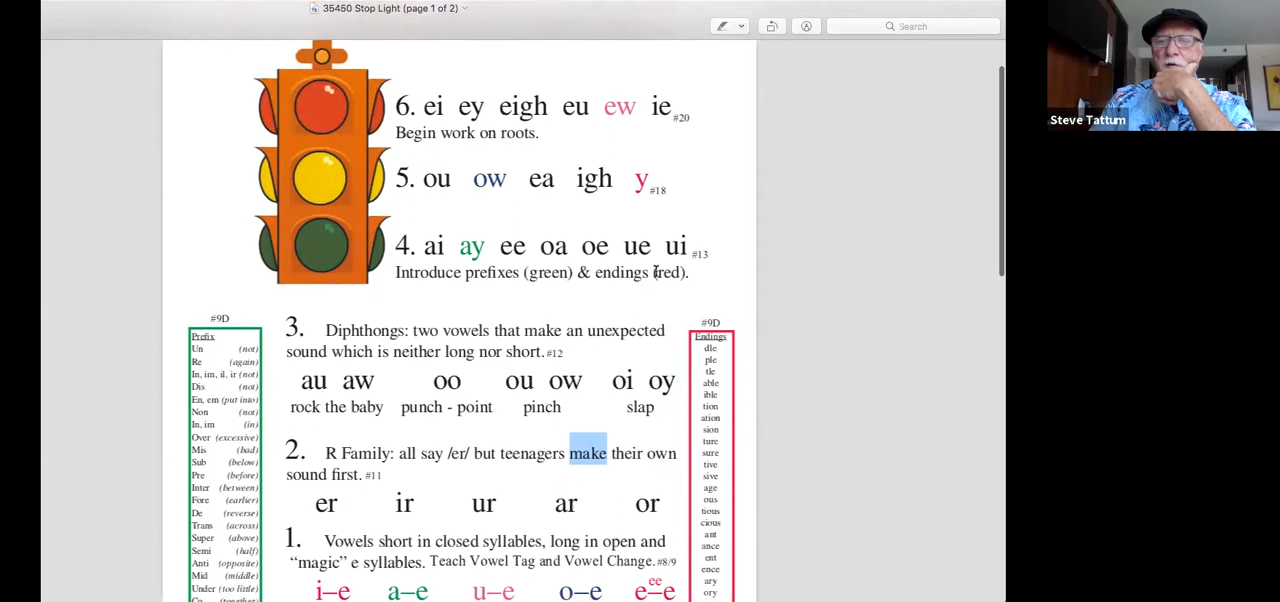 35450 Stop Light (page 1 of 2)
Search
Steve Tattum
6. ei ey eigh eu ew ie #20
Begin work on roots.
5. ou ow ea igh y #18
4. ai ay ee oa oe ue ui #13
Introduce prefixes (green) & endings (red).
#9D
Prefix
Un (not)
Re (again)
In, im, il, ir (not)
Dis (not)
En, em (put into)
Non (not)
In, im (in)
Over (excessive)
Mis (bad)
Sub (below)
Pre (before)
Inter (between)
Fore (earlier)
De (reverse)
Trans (across)
Super (above)
Semi (half)
Anti (opposite)
Mid (middle)
Under (too little)
Co (together)
3. Diphthongs: two vowels that make an unexpected
sound which is neither long nor short. #12
au aw oo ou ow oi oy
rock the baby punch - point pinch slap
2. R Family: all say /er/ but teenagers make their own
sound first. #11
er ir ur ar or
1. Vowels short in closed syllables, long in open and
“magic” e syllables. Teach Vowel Tag and Vowel Change. #8/9
ee
i–e a–e u–e o–e e–e
#9D
Endings
dle
ple
tle
able
ible
tion
ation
sion
ture
sure
tive
sive
age
ous
tious
cious
ant
ance
ent
ence
ary
ory